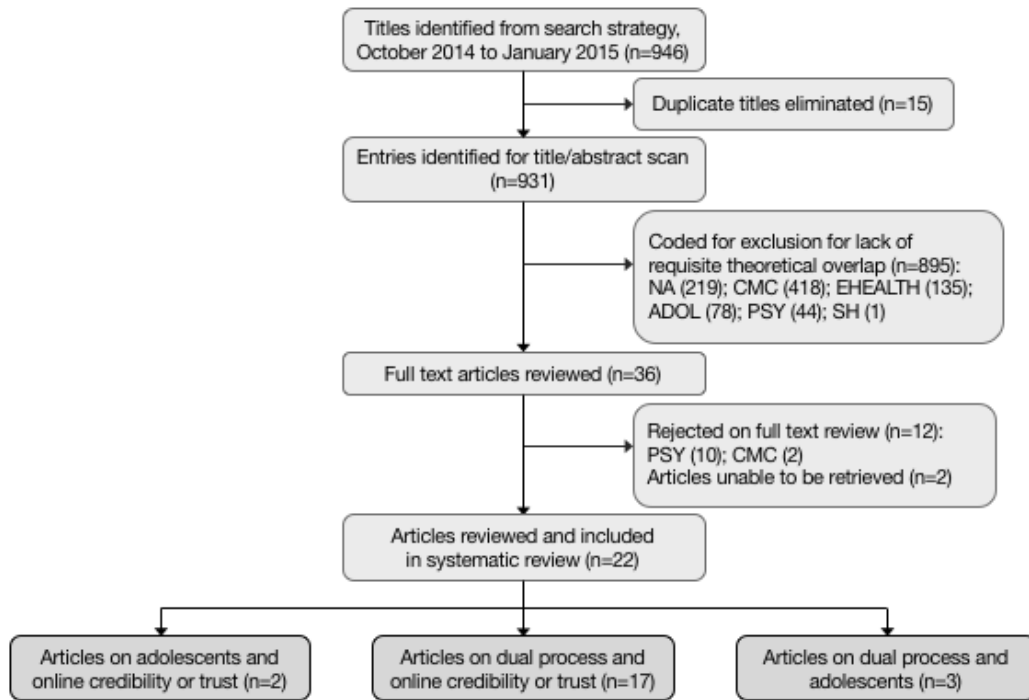 Titles identified from search strategy,
October 2014 to January 2015 (n=946)
Duplicate titles eliminated (n=15)
Entries identified for title/abstract scan
(n=931)
Coded for exclusion for lack of
requisite theoretical overlap (n=895):
NA (219); CMC (418); EHEALTH (135);
ADOL (78); PSY (44); SH (1)
Full text articles reviewed (n=36)
Rejected on full text review (n=12):
PSY (10); CMC (2)
Articles unable to be retrieved (n=2)
Articles reviewed and included
in systematic review (n=22)
Articles on adolescents and
online credibility or trust (n=2)
Articles on dual process and
online credibility or trust (n=17)
Articles on dual process and
adolescents (n=3)